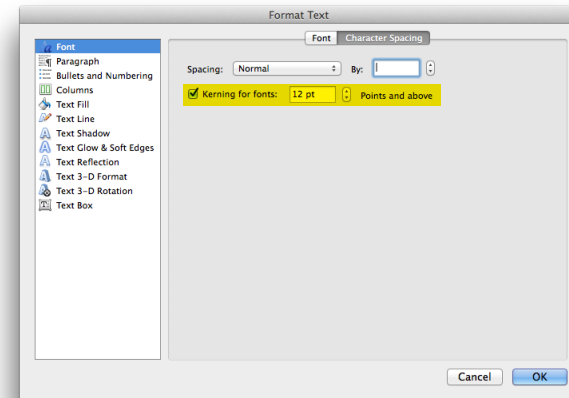 Format Text
Font
Paragraph
Bullets and Numbering
Columns
Text Fill
Text Line
Text Shadow
Text Glow & Soft Edges
Text Reflection
Text 3-D Format
Text 3-D Rotation
Text Box
Font Character Spacing
Spacing: Normal By:
Kerning for fonts: 12 pt Points and above
Cancel OK